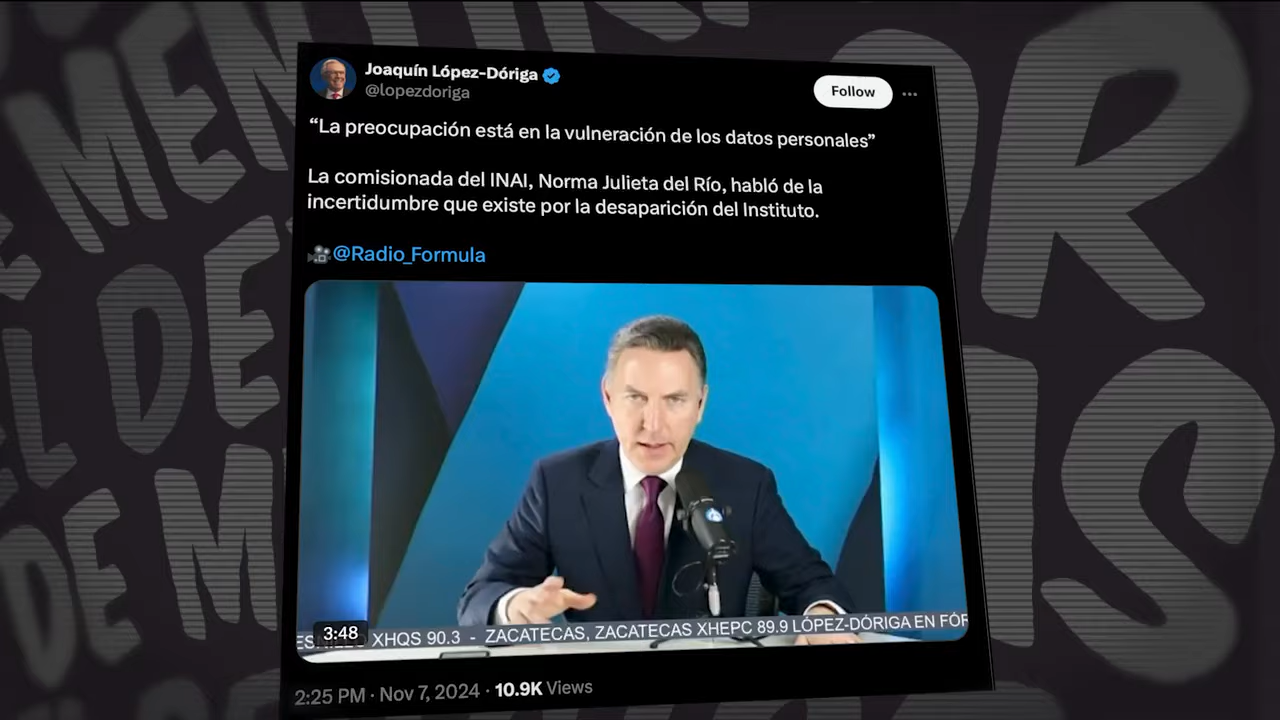 Joaquín López-Dóriga
@lopezdoriga
Follow
“La preocupación está en la vulneración de los datos personales”
La comisionada del INAI, Norma Julieta del Río, habló de la
incertidumbre que existe por la desaparición del Instituto.
@Radio_Formula
3:48
XHQS 90.3 - ZACATECAS, ZACATECAS XHEPC 89.9 LÓPEZ-DÓRIGA EN FÓR
2:25 PM · Nov 7, 2024 · 10.9K Views